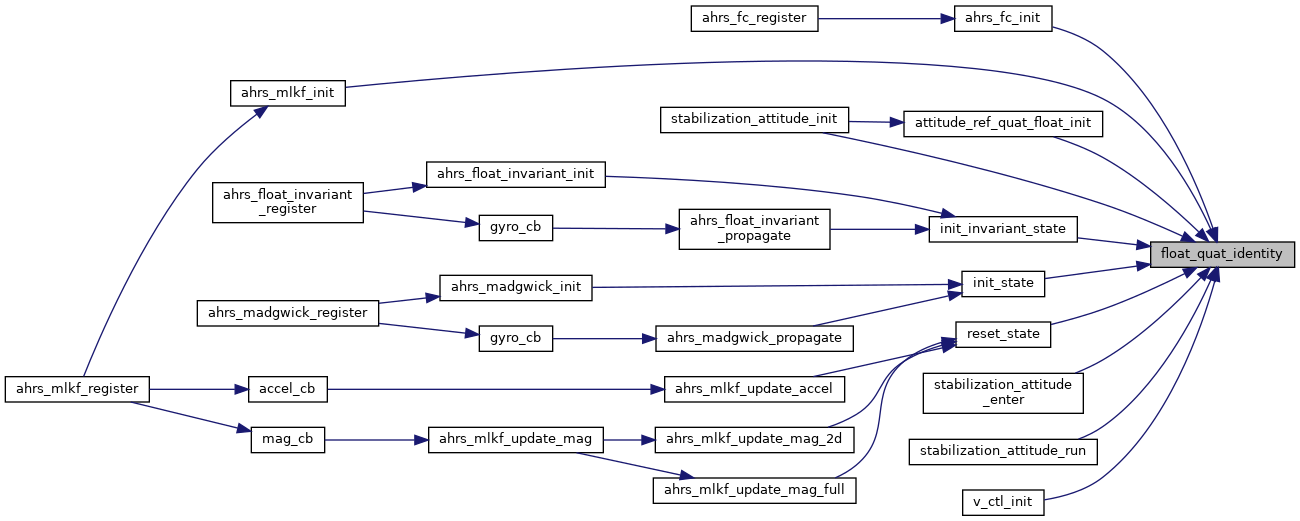 ahrs_fc_register
ahrs_fc_init
ahrs_mlkf_init
stabilization_attitude_init
attitude_ref_quat_float_init
ahrs_float_invariant_init
ahrs_float_invariant
_register
gyro_cb
ahrs_float_invariant
_propagate
init_invariant_state
float_quat_identity
ahrs_madgwick_init
init_state
ahrs_madgwick_register
gyro_cb
ahrs_madgwick_propagate
reset_state
ahrs_mlkf_register
accel_cb
ahrs_mlkf_update_accel
stabilization_attitude
_enter
mag_cb
ahrs_mlkf_update_mag
ahrs_mlkf_update_mag_2d
stabilization_attitude_run
ahrs_mlkf_update_mag_full
v_ctl_init